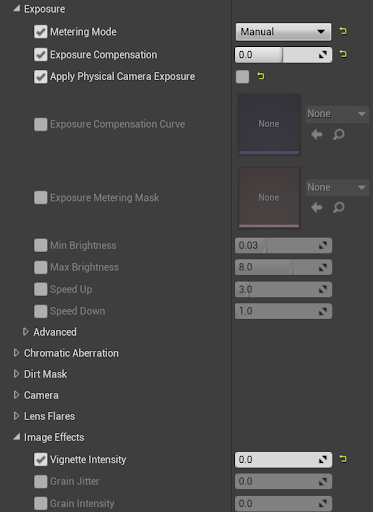 Exposure
Metering Mode Manual
Exposure Compensation 0.0
Apply Physical Camera Exposure
Exposure Compensation Curve None None
Exposure Metering Mask None None
Min Brightness 0.03
Max Brightness 8.0
Speed Up 3.0
Speed Down 1.0
Advanced
Chromatic Aberration
Dirt Mask
Camera
Lens Flares
Image Effects
Vignette Intensity 0.0
Grain Jitter 0.0
Grain Intensity 0.0